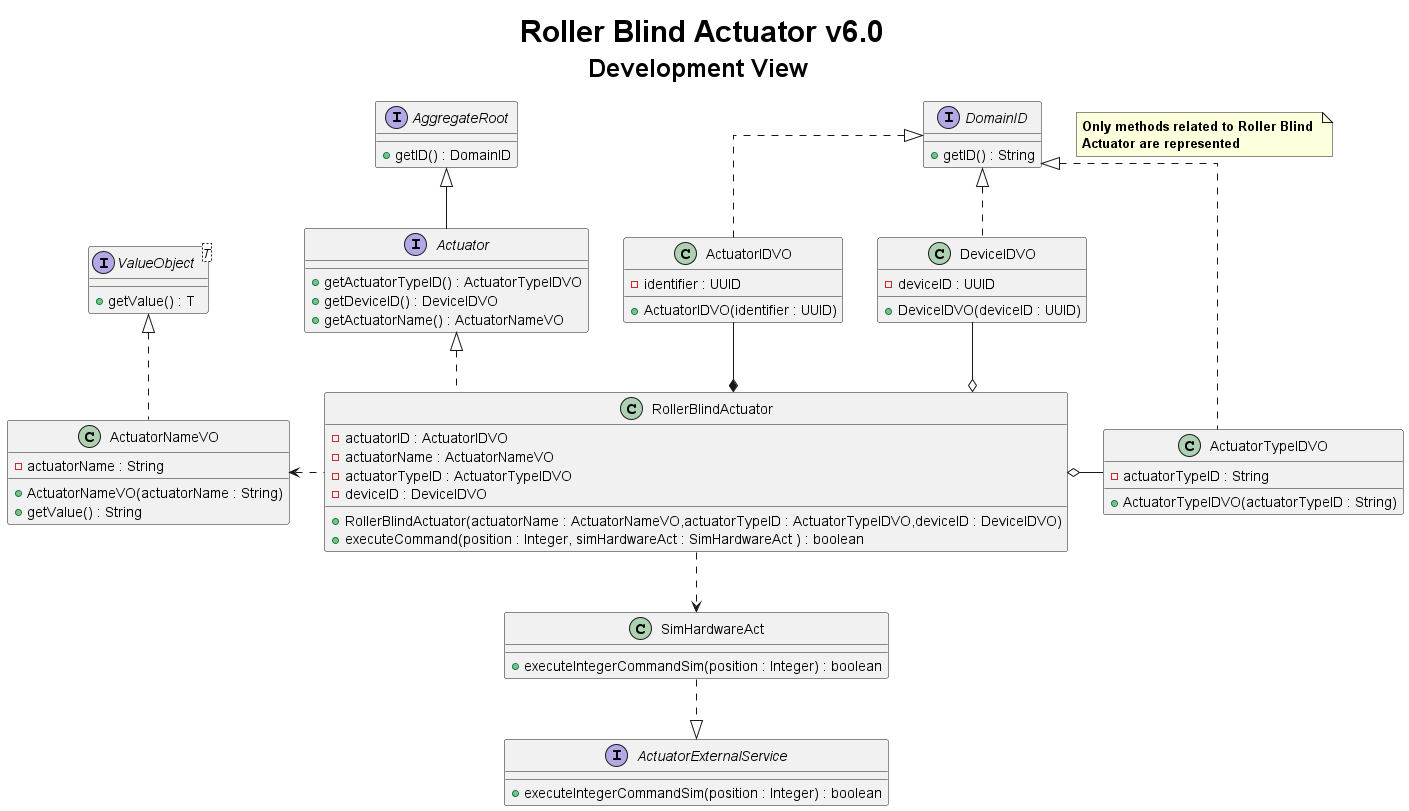 Roller Blind Actuator v6.0
Development View
I AggregateRoot
getID() : DomainID
I DomainID
getID() : String
Only methods related to Roller Blind
Actuator are represented
I ValueObject T
getValue() : T
I Actuator
getActuatorTypeID() : ActuatorTypeIDVO
getDeviceID() : DeviceIDVO
getActuatorName() : ActuatorNameVO
C ActuatorIDVO
identifier : UUID
ActuatorIDVO(identifier : UUID)
C DeviceIDVO
deviceID : UUID
DeviceIDVO(deviceID : UUID)
C ActuatorNameVO
actuatorName : String
ActuatorNameVO(actuatorName : String)
getValue() : String
C RollerBlindActuator
actuatorID : ActuatorIDVO
actuatorName : ActuatorNameVO
actuatorTypeID : ActuatorTypeIDVO
deviceID : DeviceIDVO
RollerBlindActuator(actuatorName : ActuatorNameVO,actuatorTypeID : ActuatorTypeIDVO,deviceID : DeviceIDVO)
executeCommand(position : Integer, simHardwareAct : SimHardwareAct ) : boolean
C ActuatorTypeIDVO
actuatorTypeID : String
ActuatorTypeIDVO(actuatorTypeID : String)
C SimHardwareAct
executeIntegerCommandSim(position : Integer) : boolean
I ActuatorExternalService
executeIntegerCommandSim(position : Integer) : boolean